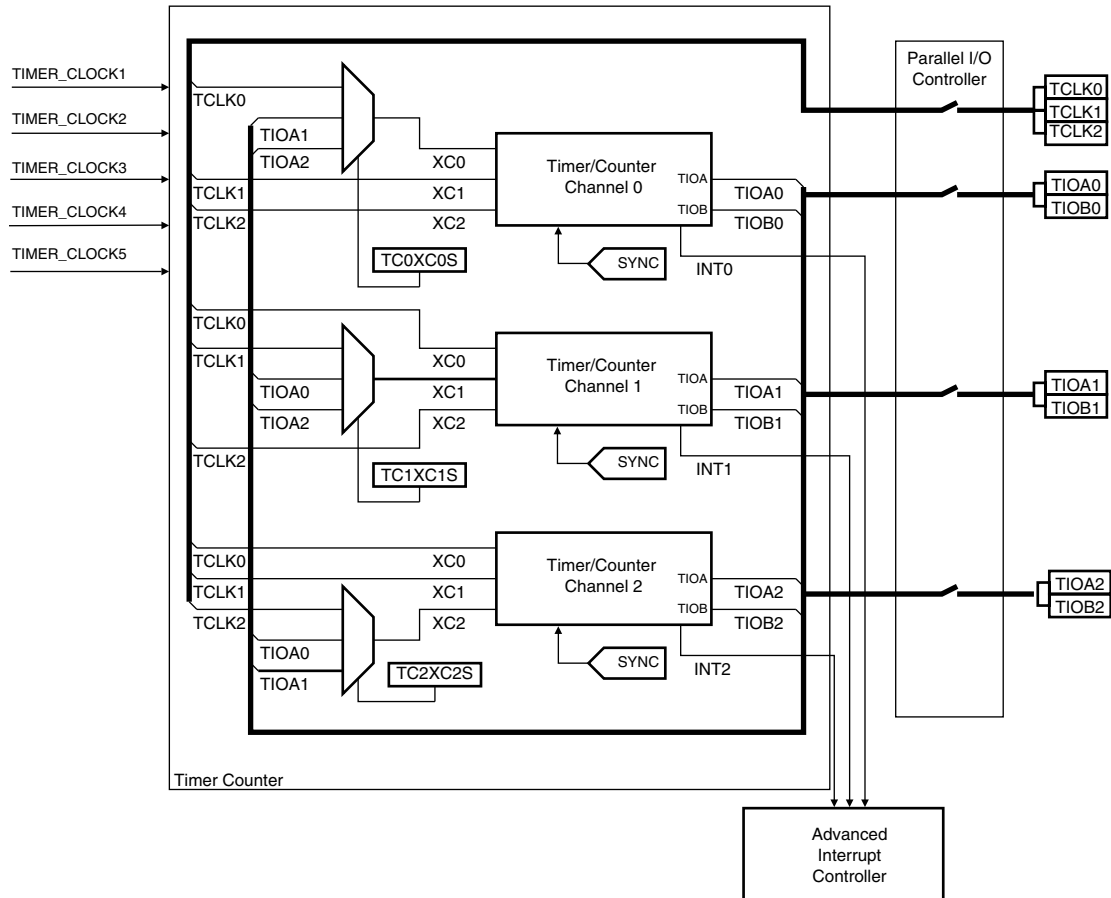 TIMER_CLOCK1
TIMER_CLOCK2
TIMER_CLOCK3
TIMER_CLOCK4
TIMER_CLOCK5
TCLK0
TIOA1
TIOA2
TCLK1
TCLK2
XC0
XC1
XC2
TC0XC0S
Timer/Counter
Channel 0
TIOA
TIOB
TIOA0
TIOB0
SYNC
INT0
TCLK0
TCLK1
TIOA0
TIOA2
TCLK2
XC0
XC1
XC2
TC1XC1S
Timer/Counter
Channel 1
TIOA
TIOB
TIOA1
TIOB1
SYNC
INT1
TCLK0
TCLK1
TCLK2
TIOA0
TIOA1
XC0
XC1
XC2
TC2XC2S
Timer/Counter
Channel 2
TIOA
TIOB
TIOA2
TIOB2
SYNC
INT2
Timer Counter
Parallel I/O
Controller
TCLK0
TCLK1
TCLK2
TIOA0
TIOB0
TIOA1
TIOB1
TIOA2
TIOB2
Advanced
Interrupt
Controller